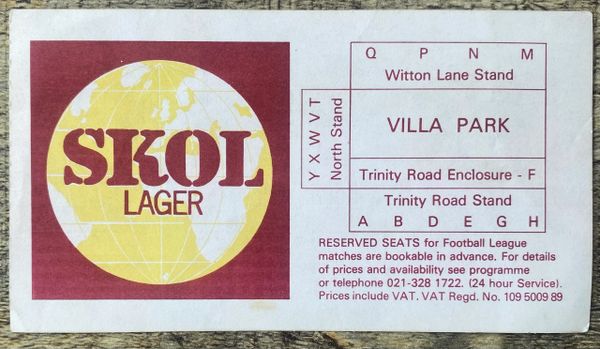 SKOL
LAGER
Q P N M
Witton Lane Stand
Y X W V T
North Stand
VILLA PARK
Trinity Road Enclosure - F
Trinity Road Stand
A B D E G H
RESERVED SEATS for Football League
matches are bookable in advance. For details
of prices and availability see programme
or telephone 021-328 1722. (24 hour Service).
Prices include VAT. VAT Regd. No. 109 5009 89